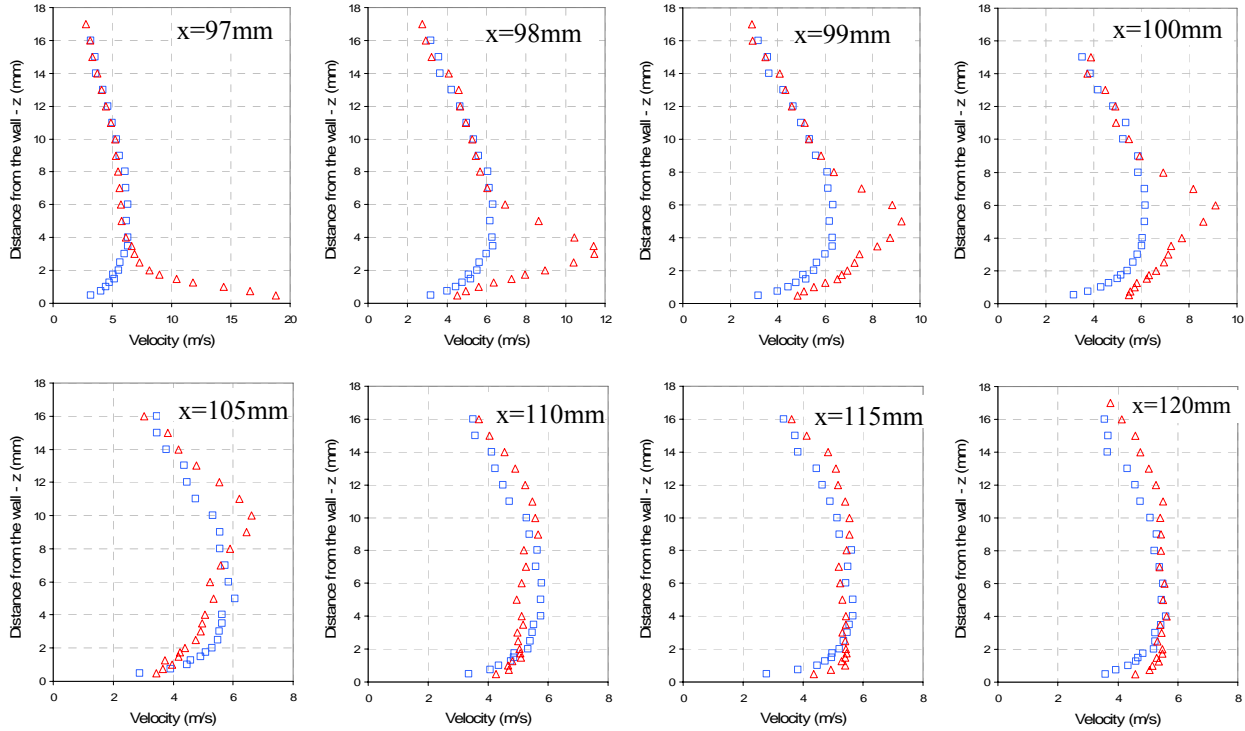 x=97mm
Distance from the wall - z (mm)
18
16
14
12
10
8
6
4
2
0
0 5 10 15 20
Velocity (m/s)
x=98mm
Distance from the wall - z (mm)
18
16
14
12
10
8
6
4
2
0
0 2 4 6 8 10 12
Velocity (m/s)
x=99mm
Distance from the wall - z (mm)
18
16
14
12
10
8
6
4
2
0
0 2 4 6 8 10
Velocity (m/s)
x=100mm
Distance from the wall - z (mm)
18
16
14
12
10
8
6
4
2
0
0 2 4 6 8 10
Velocity (m/s)
x=105mm
Distance from the wall - z (mm)
18
16
14
12
10
8
6
4
2
0
0 2 4 6 8
Velocity (m/s)
x=110mm
Distance from the wall - z (mm)
18
16
14
12
10
8
6
4
2
0
0 2 4 6 8
Velocity (m/s)
x=115mm
Distance from the wall - z (mm)
18
16
14
12
10
8
6
4
2
0
0 2 4 6 8
Velocity (m/s)
x=120mm
Distance from the wall - z (mm)
18
16
14
12
10
8
6
4
2
0
0 2 4 6 8
Velocity (m/s)